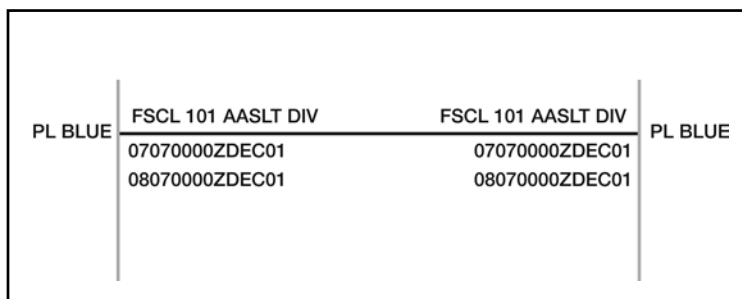 FSCL 101 AASLT DIV
FSCL 101 AASLT DIV
PL BLUE
PL BLUE
07070000ZDEC01
07070000ZDEC01
08070000ZDEC01
08070000ZDEC01